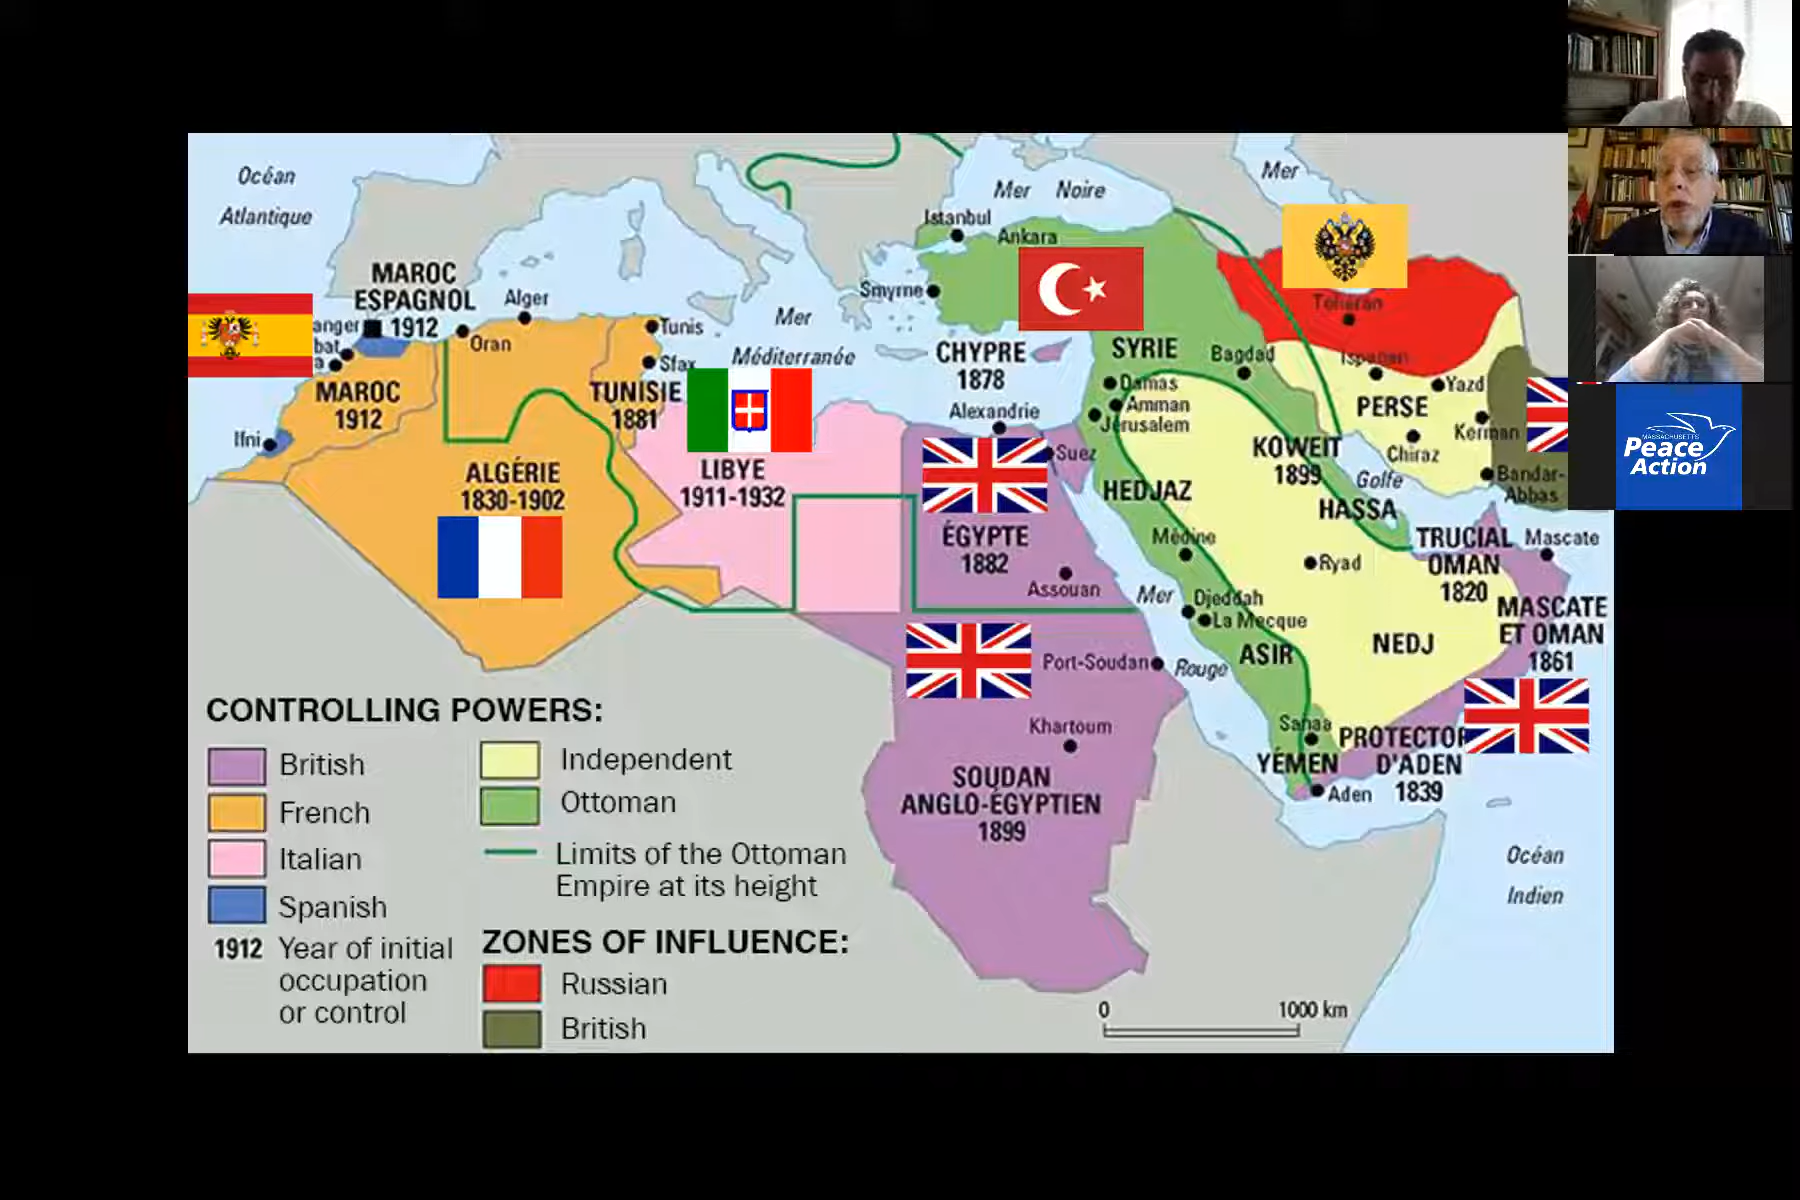 Océan
Atlantique
Mer Noire
Mer
Istanbul
Ankara
MAROC
ESPAGNOL
1912
Alger
Smyrne
Mer
Méditerranée
Téhéran
anger
bat
a
Oran
Tunis
Sfax
CHYPRE
1878
SYRIE
Bagdad
Ispahan
Yazd
MAROC
1912
TUNISIE
1881
Damas
Amman
Jérusalem
Alexandrie
PERSE
Kerman
Chiraz
Ifni
Suez
KOWEIT
1899
Golfe
Bandar-
Abbas
ALGÉRIE
1830-1902
LIBYE
1911-1932
HEDJAZ
HASSA
ÉGYPTE
1882
Médine
TRUCIAL
OMAN
1820
Mascate
Ryad
Assouan
Mer
Djeddah
La Mecque
MASCATE
ET OMAN
1861
NEDJ
ASIR
Port-Soudan
Rouge
Khartoum
Sanaa
YÉMEN
PROTECTOR
D'ADEN
1839
Aden
SOUDAN
ANGLO-ÉGYPTIEN
1899
Océan
Indien
CONTROLLING POWERS:
British
French
Italian
Spanish
1912 Year of initial
occupation
or control
Independent
Ottoman
Limits of the Ottoman
Empire at its height
ZONES OF INFLUENCE:
Russian
British
0 1000 km
MASSACHUSETTS
Peace
Action